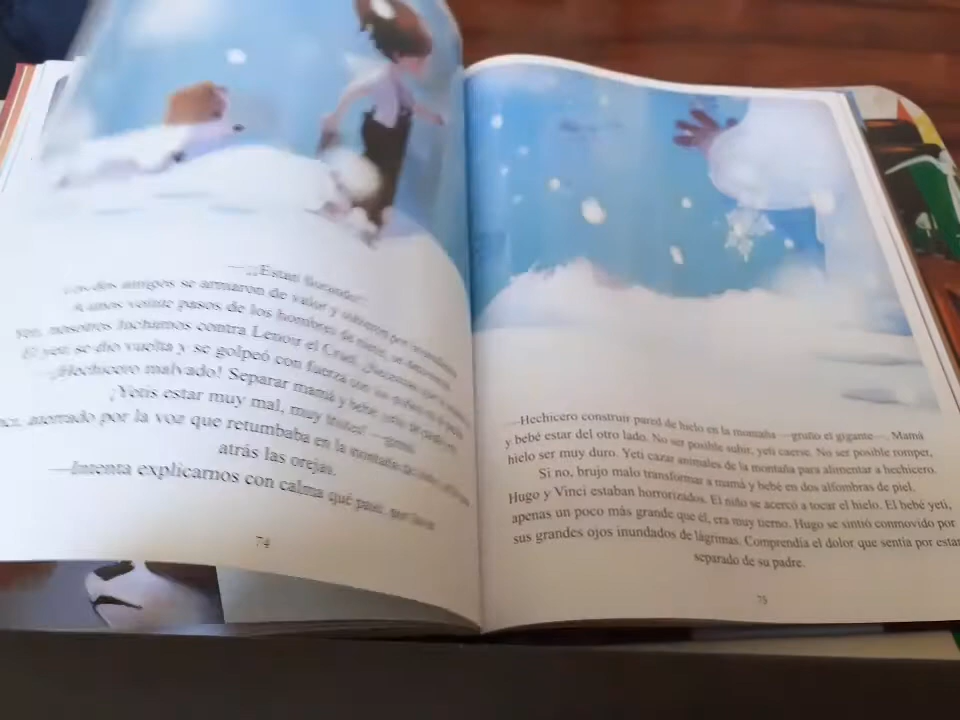 —¡Están llorando!
dos amigos se armaron de valor y
A unos veinte pasos de los hombres de nieve, se
yeti, nosotros luchamos contra Lenoir el Cruel. ¡Necesitas
El yeti se dio vuelta y se golpeó con fuerza
¡Hechicero malvado! Separar mamá y bebé
¡Yetis estar muy mal, muy tristes!
aterrado por la voz que retumbaba en la montaña
atrás las orejas.
—Intenta explicarnos con calma qué pasó,
74
—Hechicero construir pared de hielo en la montaña —gruñó el gigante—. Mamá
y bebé estar del otro lado. No ser posible subir, yeti caerse. No ser posible romper,
hielo ser muy duro. Yeti cazar animales de la montaña para alimentar a hechicero.
Si no, brujo malo transformar a mamá y bebé en dos alfombras de piel.
Hugo y Vinci estaban horrorizados. El niño se acercó a tocar el hielo. El bebé yeti,
apenas un poco más grande que él, era muy tierno. Hugo se sintió conmovido por
sus grandes ojos inundados de lágrimas. Comprendía el dolor que sentía por estar
separado de su padre.
75